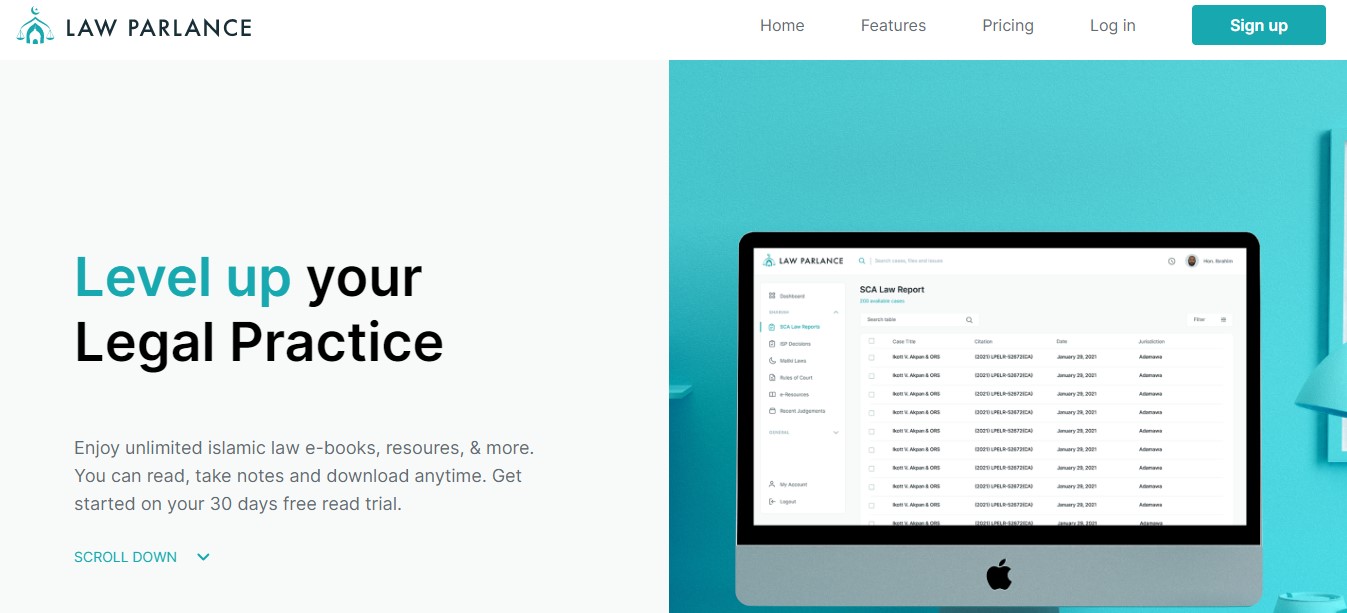 LAW PARLANCE
Home Features Pricing Log in Sign up
Level up your
Legal Practice
Enjoy unlimited islamic law e-books, resoures, & more.
You can read, take notes and download anytime. Get
started on your 30 days free read trial.
SCROLL DOWN
LAW PARLANCE
Search cases, files and issues
Hon. Ibrahim
Dashboard
SCA Law Reports
ISP Decisions
Maliki Laws
Rules of Court
e-Resources
Recent Judgements
My Account
Logout
SCA Law Report
available cases
Search table
Filter
Case Title Citation Date Jurisdiction
Ikott V. Akpan & ORS (2021) LPELR-52672(CA) January 29, 2021 Adamawa
Ikott V. Akpan & ORS (2021) LPELR-52672(CA) January 29, 2021 Adamawa
Ikott V. Akpan & ORS (2021) LPELR-52672(CA) January 29, 2021 Adamawa
Ikott V. Akpan & ORS (2021) LPELR-52672(CA) January 29, 2021 Adamawa
Ikott V. Akpan & ORS (2021) LPELR-52672(CA) January 29, 2021 Adamawa
Ikott V. Akpan & ORS (2021) LPELR-52672(CA) January 29, 2021 Adamawa
Ikott V. Akpan & ORS (2021) LPELR-52672(CA) January 29, 2021 Adamawa
Ikott V. Akpan & ORS (2021) LPELR-52672(CA) January 29, 2021 Adamawa
Ikott V. Akpan & ORS (2021) LPELR-52672(CA) January 29, 2021 Adamawa
Ikott V. Akpan & ORS (2021) LPELR-52672(CA) January 29, 2021 Adamawa